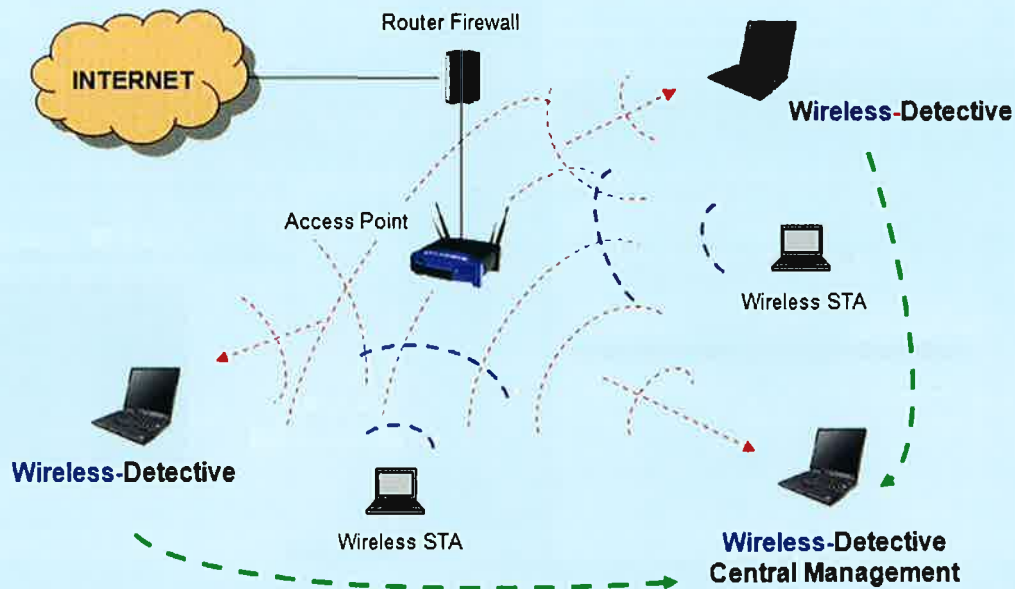 Router Firewall
INTERNET
Wireless-Detective
Access Point
Wireless STA
Wireless-Detective
Wireless STA
Wireless-Detective
Central Management